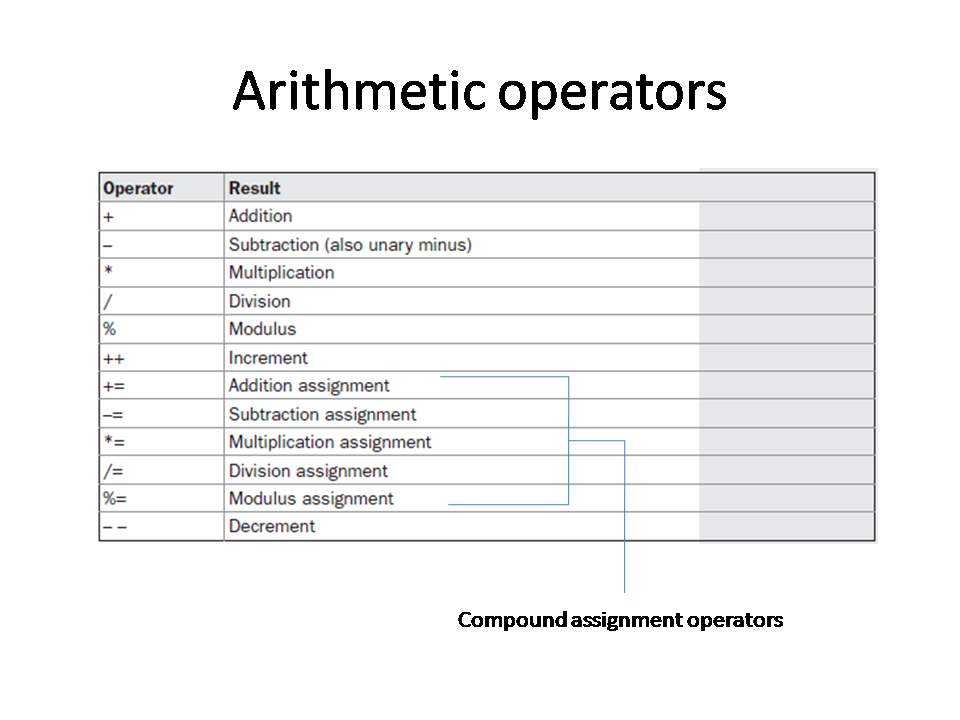 Arithmetic operators
Operator Result
+ Addition
– Subtraction (also unary minus)
* Multiplication
/ Division
% Modulus
++ Increment
+= Addition assignment
–= Subtraction assignment
*= Multiplication assignment
/= Division assignment
%= Modulus assignment
– – Decrement
Compound assignment operators